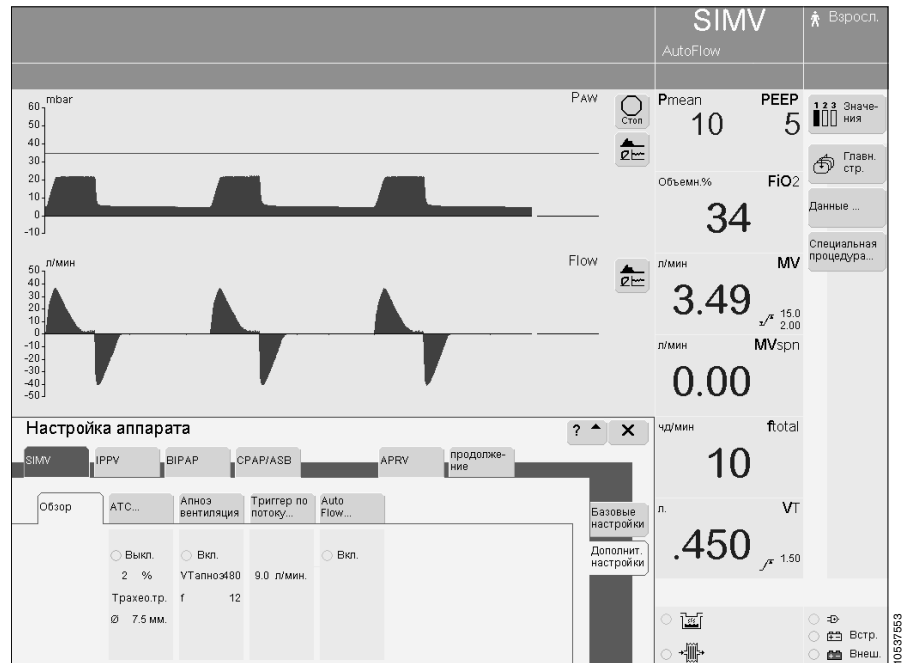 SIMV
AutoFlow
Взросл.
mbar
Paw
60
50
40
30
20
10
0
-10
Стоп
Pmean PEEP
10 5
1 2 3 Значе-
ния
Главн.
стр.
Данные ...
Специальная
процедура...
Объемн.% FiO2
34
л/мин
Flow
50
40
30
20
10
0
-10
-20
-30
-40
-50
л/мин MV
3.49
15.0
2.00
л/мин MVspn
0.00
чд/мин ftotal
10
л. VT
.450
1.50
Настройка аппарата
?
SIMV IPPV BIPAP CPAP/ASB APRV продолже-
ние
Обзор
ATC...
Апноэ
вентиляция
Триггер по
потоку...
Auto
Flow...
Базовые
настройки
Дополнит.
настройки
Выкл.
2 %
Трахео.тр.
Ø 7.5 мм.
Вкл.
VTапноэ480
f 12
9.0 л/мин.
Вкл.
Встр.
Внеш.
10537553